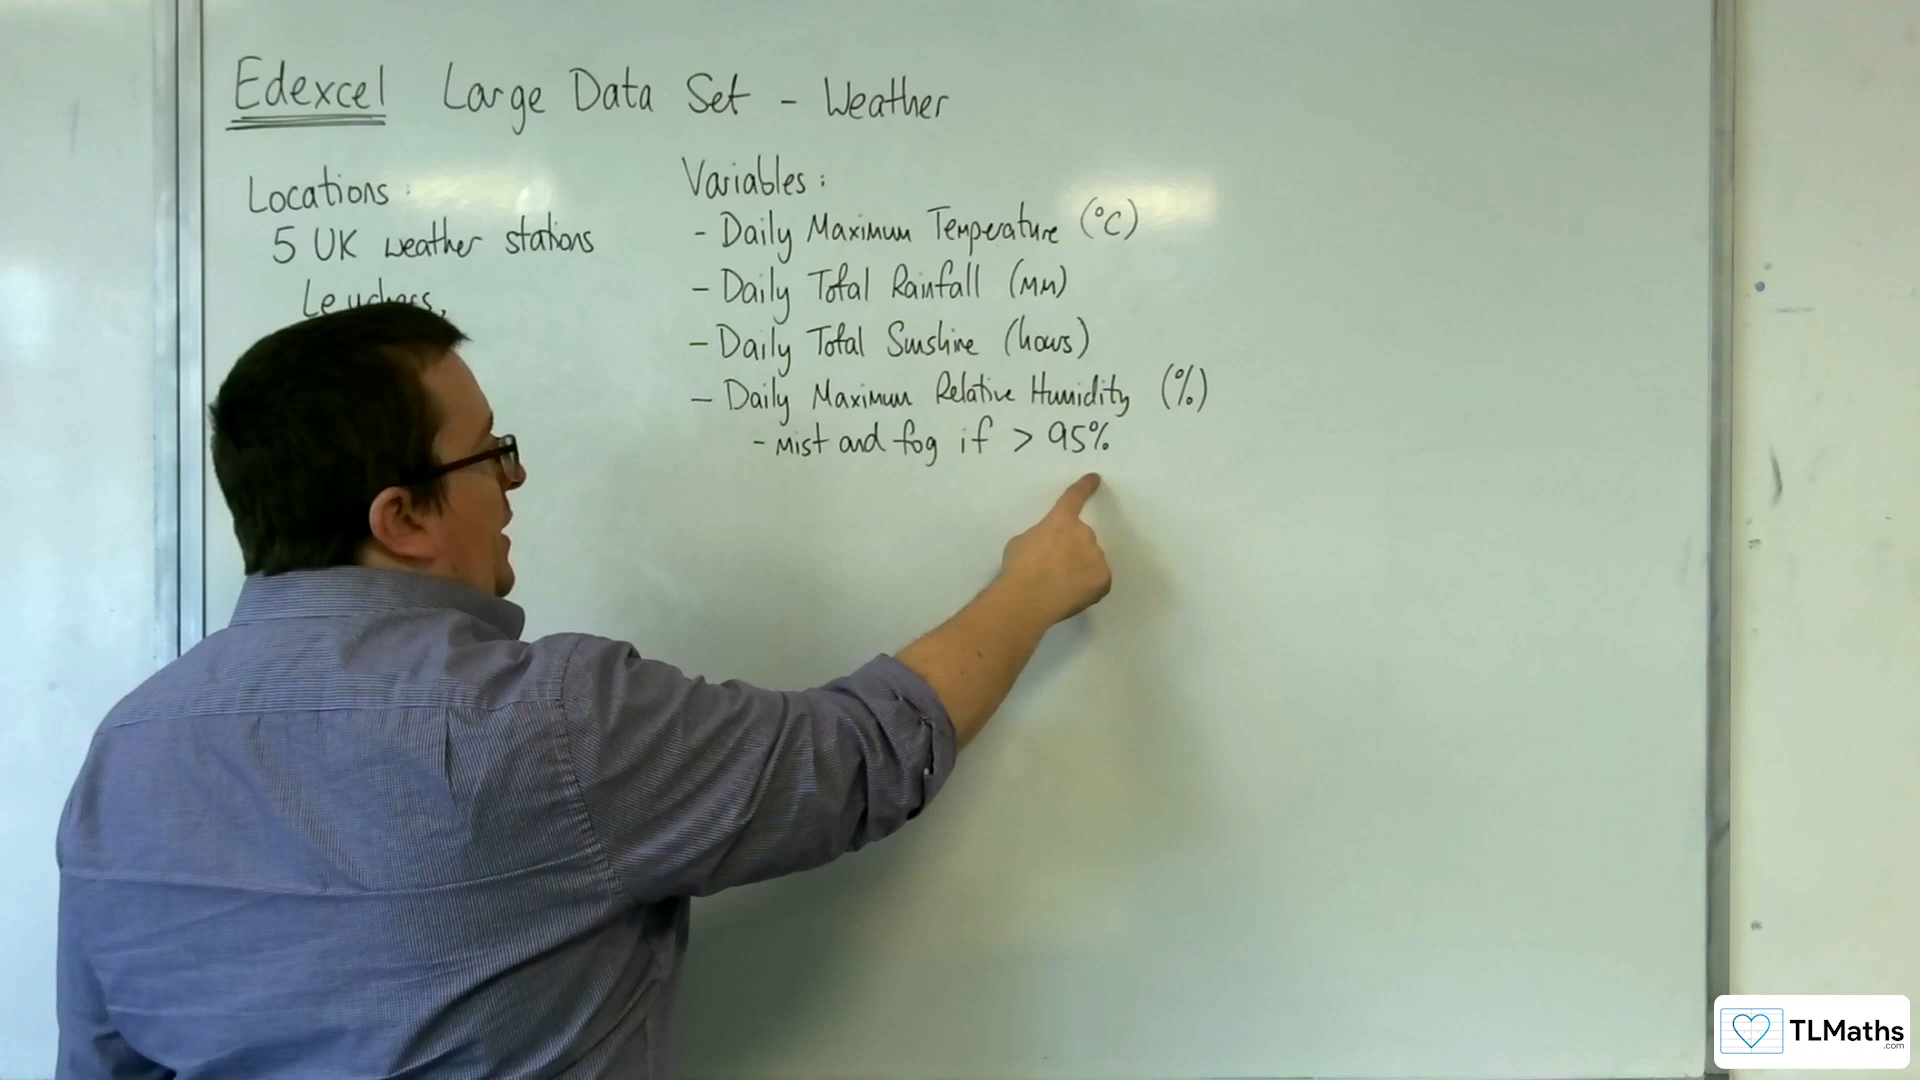 Edexcel Large Data Set - Weather
Locations:
5 UK weather stations
Leuchars,
Variables:
- Daily Maximum Temperature (°C)
- Daily Total Rainfall (mm)
- Daily Total Sunshine (hours)
- Daily Maximum Relative Humidity (%)
- mist and fog if > 95%
TLMaths
.com